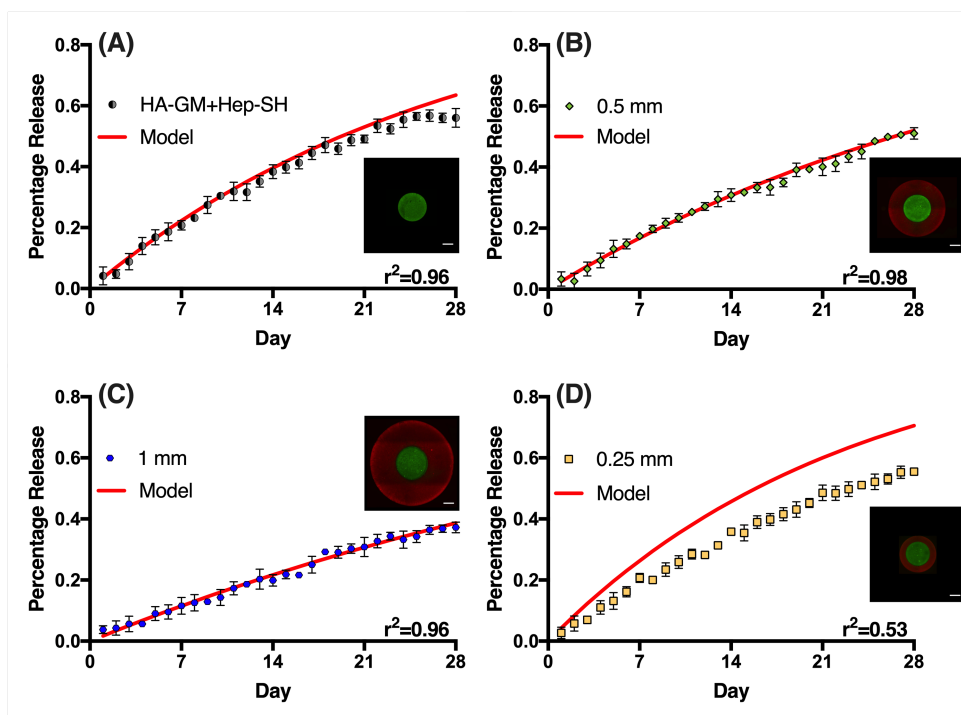 (A)
0.8
0.6
0.4
0.2
0.0
Percentage Release
HA-GM+Hep-SH
Model
r²=0.96
0 7 14 21 28
Day
(B)
0.8
0.6
0.4
0.2
0.0
Percentage Release
0.5 mm
Model
r²=0.98
0 7 14 21 28
Day
(C)
0.8
0.6
0.4
0.2
0.0
Percentage Release
1 mm
Model
r²=0.96
0 7 14 21 28
Day
(D)
0.8
0.6
0.4
0.2
0.0
Percentage Release
0.25 mm
Model
r²=0.53
0 7 14 21 28
Day